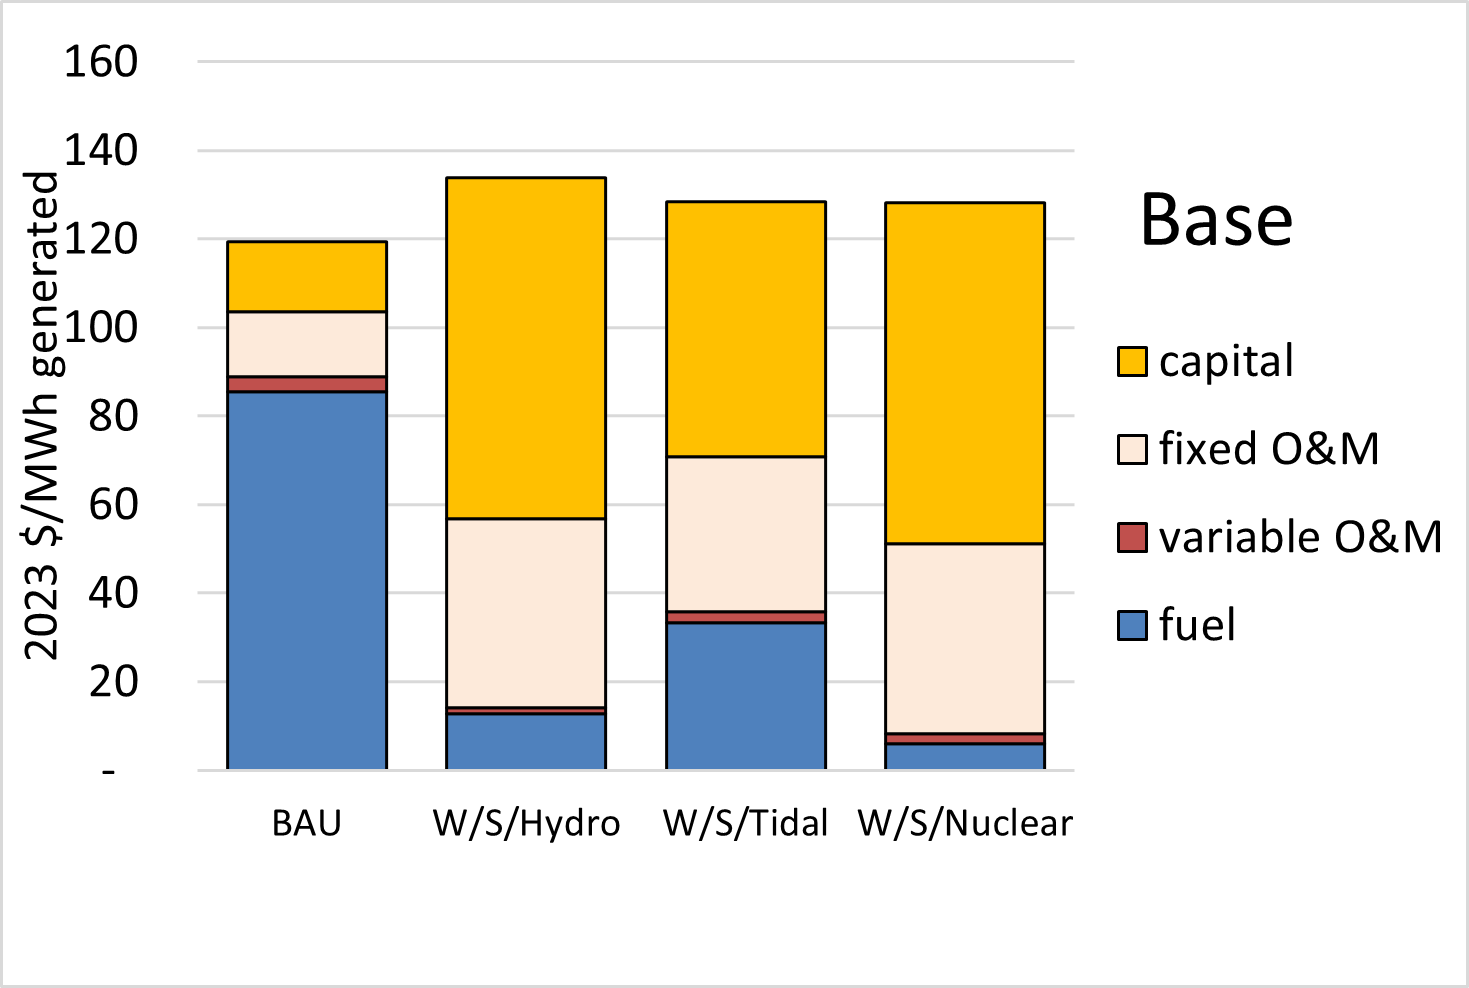 160
140
120
100
80
60
40
20
-
2023 $/MWh generated
BAU
W/S/Hydro
W/S/Tidal
W/S/Nuclear
Base
capital
fixed O&M
variable O&M
fuel